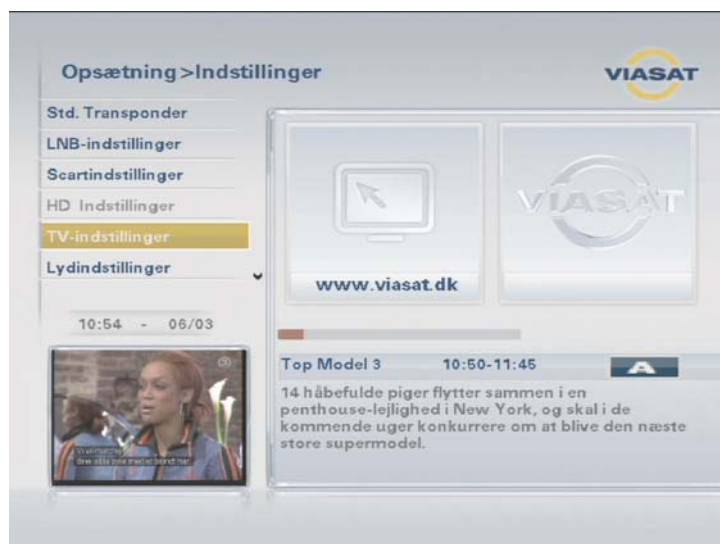 Opsætning>Indstillinger
VIASAT
Std. Transponder
LNB-indstillinger
Scartindstillinger
HD Indstillinger
TV-indstillinger
Lydindstillinger
VIASAT
www.viasat.dk
10:54 - 06/03
Top Model 3 10:50-11:45 A
14 håbefulde piger flytter sammen i en
penthouse-lejlighed i New York, og skal i de
kommende uger konkurrere om at blive den næste
store supermodel.